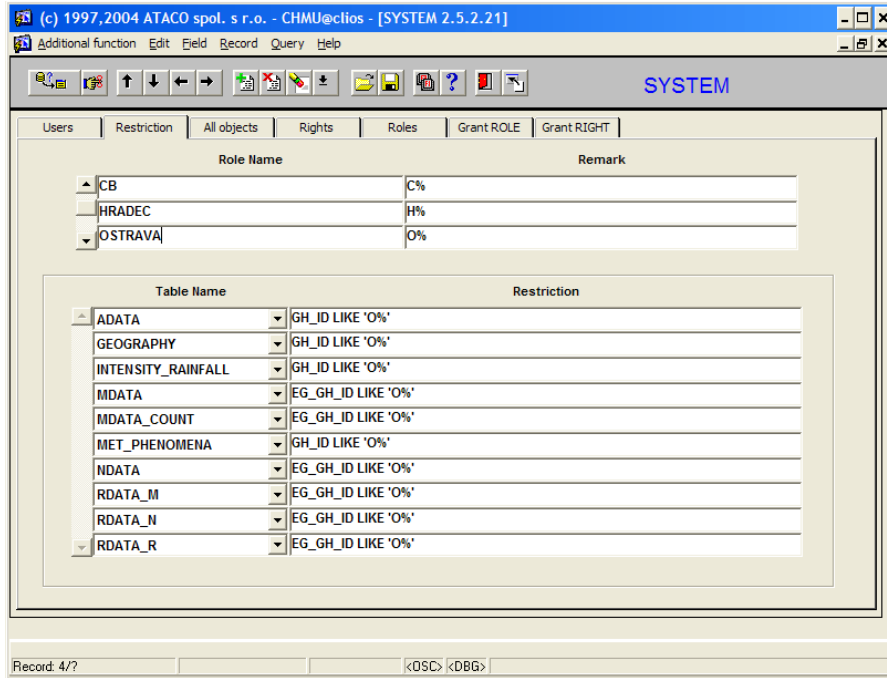 (c) 1997,2004 ATACO spol. s r.o. - CHMU@clios - [SYSTEM 2.5.2.21]
Additional function Edit Field Record Query Help
SYSTEM
Users Restriction All objects Rights Roles Grant ROLE Grant RIGHT
Role Name Remark
CB C%
HRADEC H%
OSTRAVA O%
Table Name Restriction
ADATA GH_ID LIKE 'O%'
GEOGRAPHY GH_ID LIKE 'O%'
INTENSITY_RAINFALL GH_ID LIKE 'O%'
MDATA EG_GH_ID LIKE 'O%'
MDATA_COUNT EG_GH_ID LIKE 'O%'
MET_PHENOMENA GH_ID LIKE 'O%'
NDATA EG_GH_ID LIKE 'O%'
RDATA_M EG_GH_ID LIKE 'O%'
RDATA_N EG_GH_ID LIKE 'O%'
RDATA_R EG_GH_ID LIKE 'O%'
Record: 4/? <OSC> <DBG>